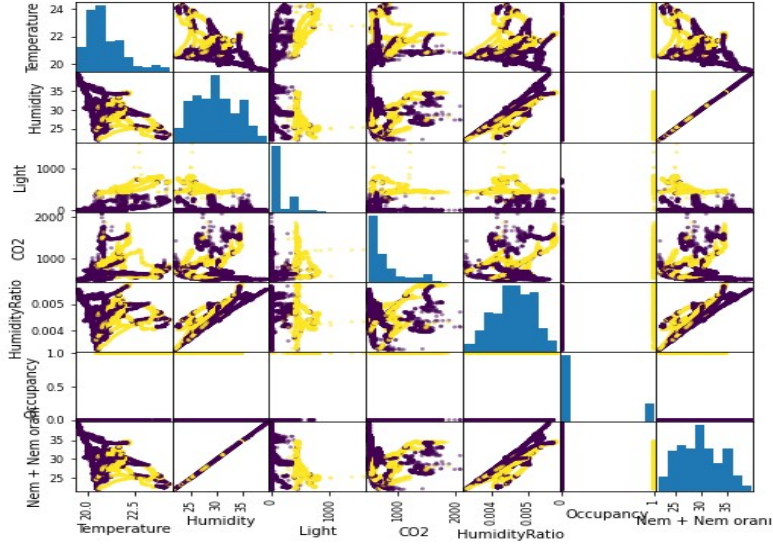 24
22
20
Temperature
35
30
25
Humidity
1000
0
Light
2000
1000
CO2
0.005
0.004
HumidityRatio
1.0
0.5
0.0
Occupancy
35
30
25
Nem + Nem oranı
20.0
22.5
Temperature
25
30
35
Humidity
0
1000
Light
1000
2000
CO2
0.004
0.005
HumidityRatio
0
1
Occupancy
25
30
35
Nem + Nem oranı